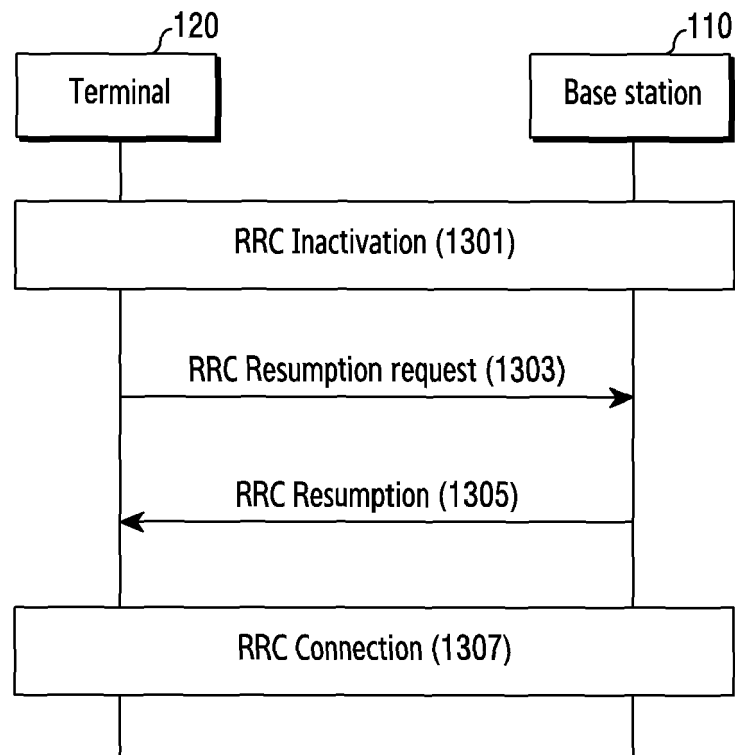 120
110
Terminal
Base station
RRC Inactivation (1301)
RRC Resumption request (1303)
RRC Resumption (1305)
RRC Connection (1307)